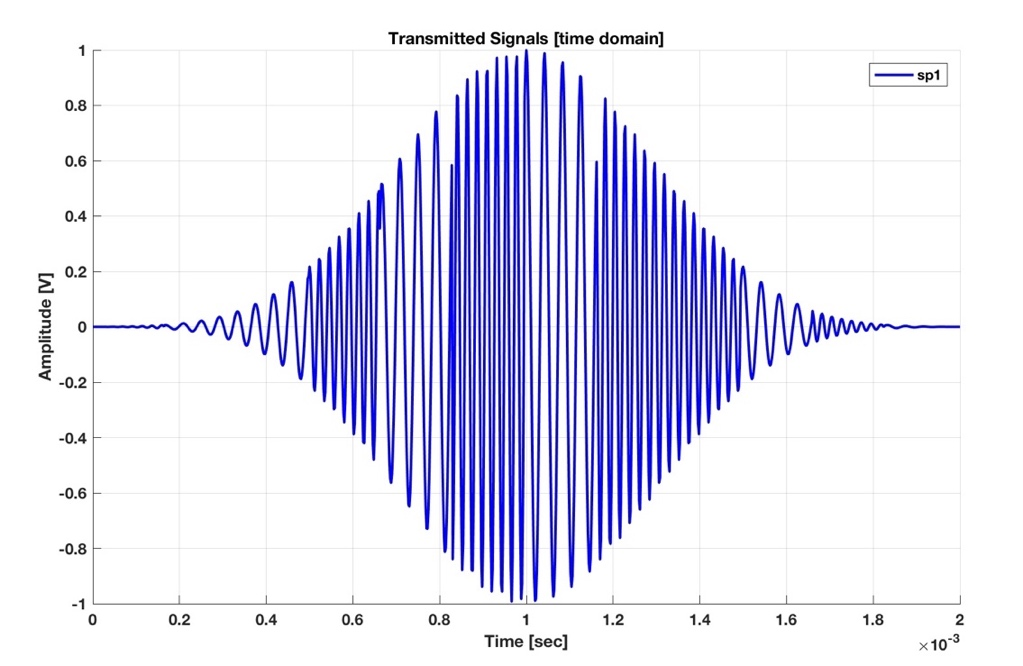 Transmitted Signals [time domain]
sp1
1
0.8
0.6
0.4
0.2
0
-0.2
-0.4
-0.6
-0.8
-1
Amplitude [V]
0 0.2 0.4 0.6 0.8 1 1.2 1.4 1.6 1.8 2
Time [sec]
×10⁻³